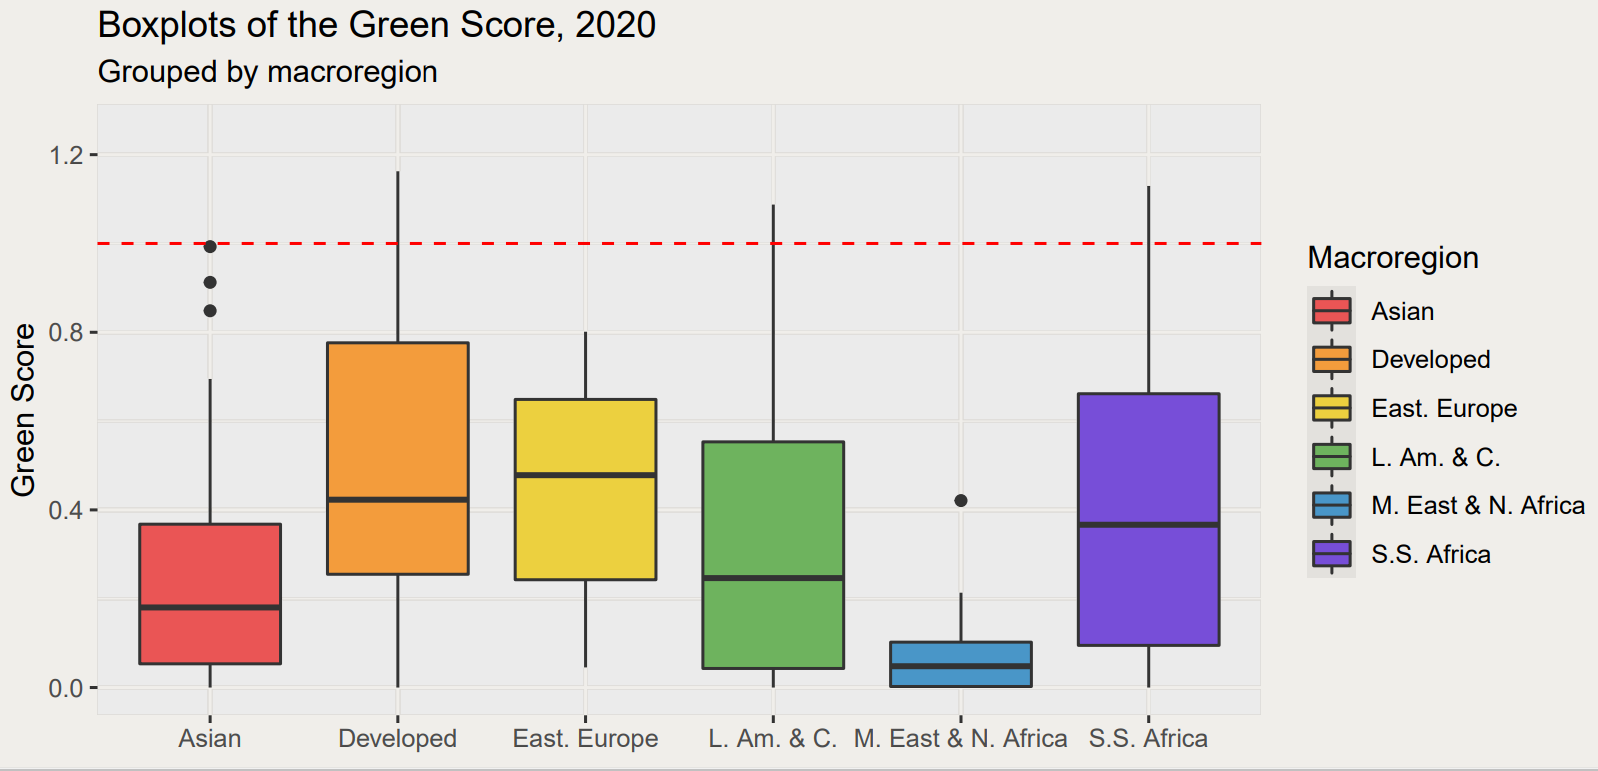 Boxplots of the Green Score, 2020
Grouped by macroregion
Green Score
1.2
0.8
0.4
0.0
Asian
Developed
East. Europe
L. Am. & C.
M. East & N. Africa
S.S. Africa
Macroregion
Asian
Developed
East. Europe
L. Am. & C.
M. East & N. Africa
S.S. Africa